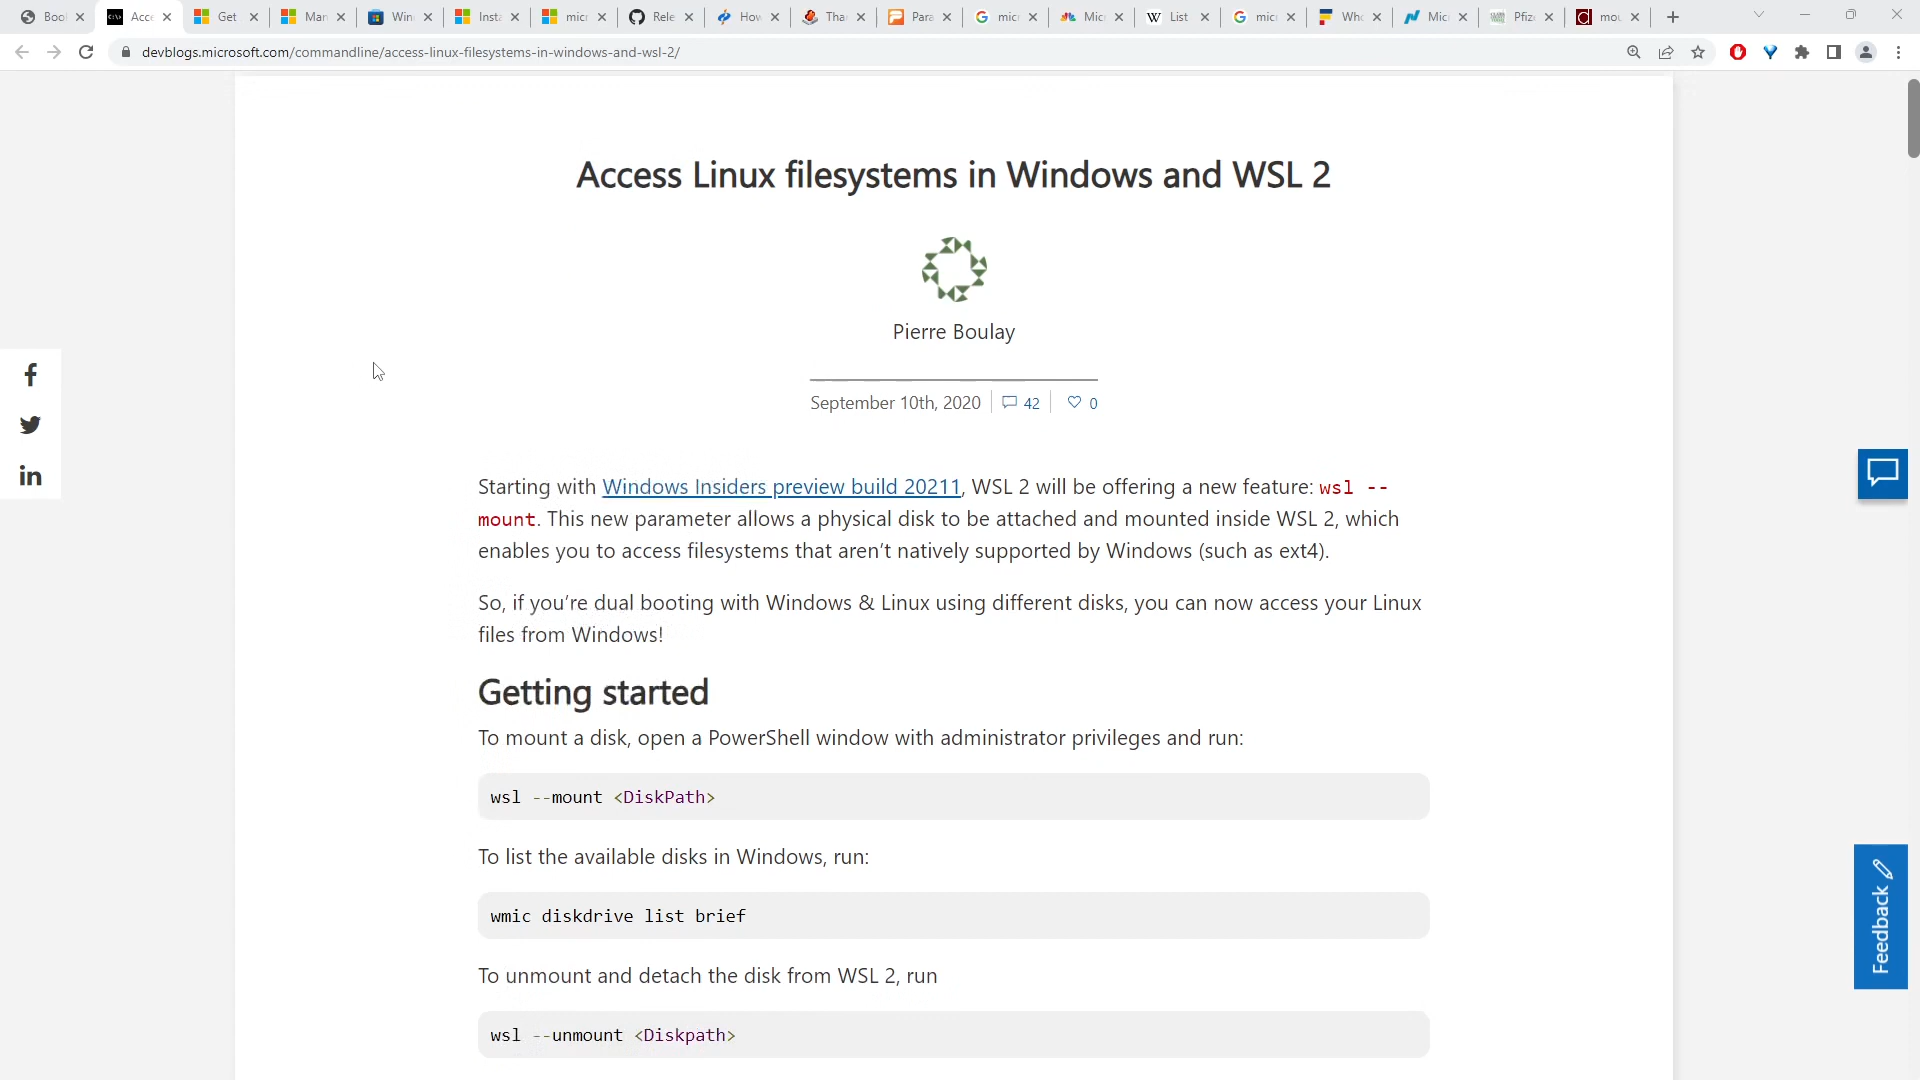 Bool
Acce
Get
Man
Win
Insta
micr
Rele
How
Than
Para
micr
Micr
W List
micr
Who
Mic
Pfiz
mou
devblogs.microsoft.com/commandline/access-linux-filesystems-in-windows-and-wsl-2/
Access Linux filesystems in Windows and WSL 2
Pierre Boulay
September 10th, 2020 42 0
Starting with Windows Insiders preview build 20211, WSL 2 will be offering a new feature: wsl --
mount. This new parameter allows a physical disk to be attached and mounted inside WSL 2, which
enables you to access filesystems that aren't natively supported by Windows (such as ext4).
So, if you're dual booting with Windows & Linux using different disks, you can now access your Linux
files from Windows!
Getting started
To mount a disk, open a PowerShell window with administrator privileges and run:
wsl --mount <DiskPath>
To list the available disks in Windows, run:
wmic diskdrive list brief
To unmount and detach the disk from WSL 2, run
wsl --unmount <Diskpath>
Feedback